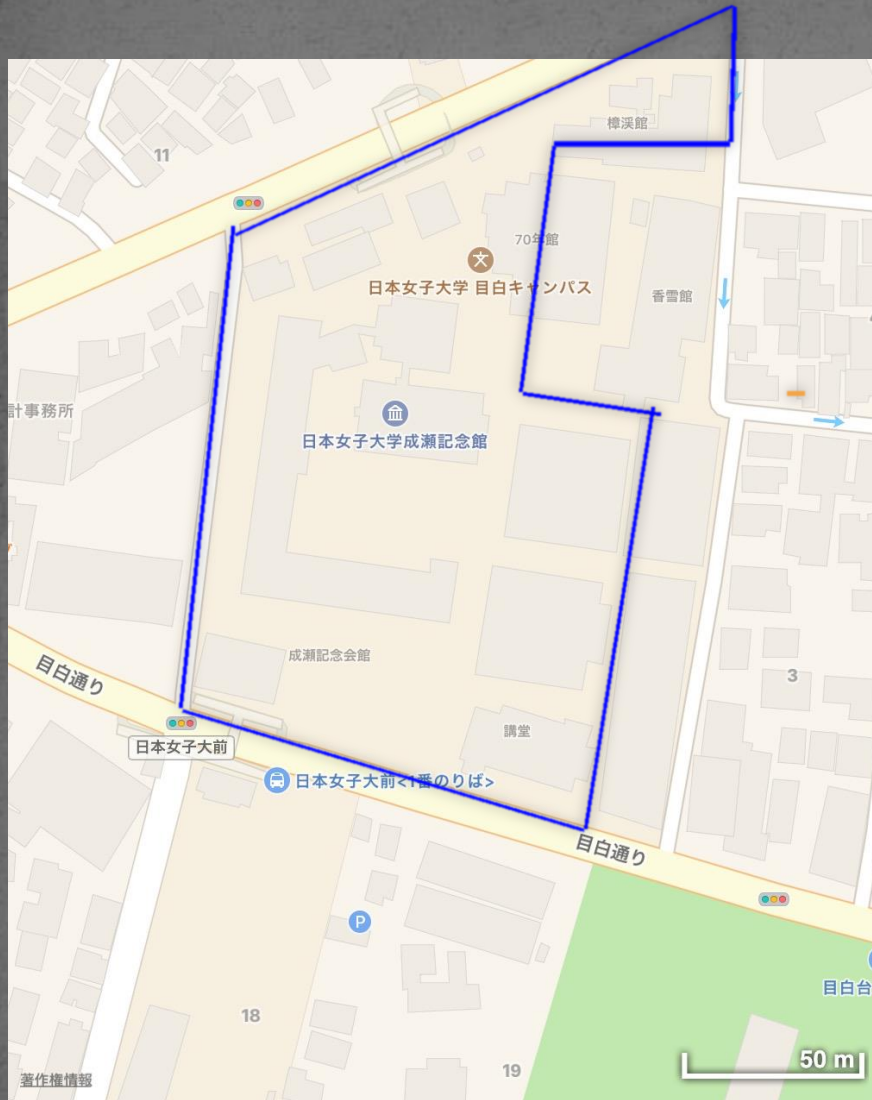 樟渓館
11
70年館
日本女子大学 目白キャンパス
香雪館
計事務所
日本女子大学成瀬記念館
成瀬記念会館
目白通り
3
講堂
日本女子大前
日本女子大前<1番のりば>
目白通り
P
目白台
18
19
50 m
著作権情報